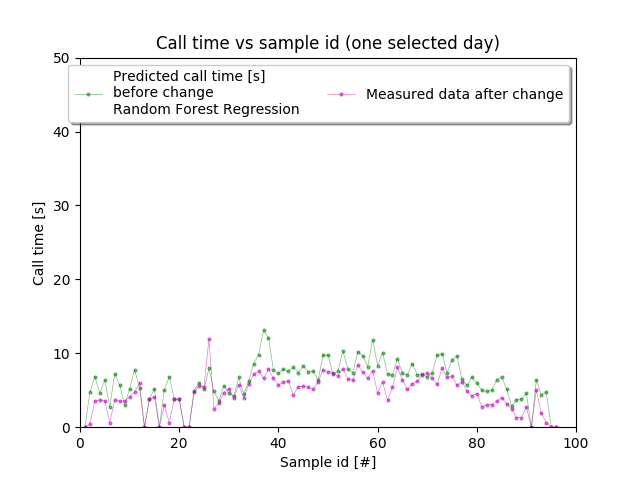 Call time vs sample id (one selected day)
Predicted call time [s]
before change
Random Forest Regression
Measured data after change
50
40
30
20
10
0
Call time [s]
0 20 40 60 80 100
Sample id [#]